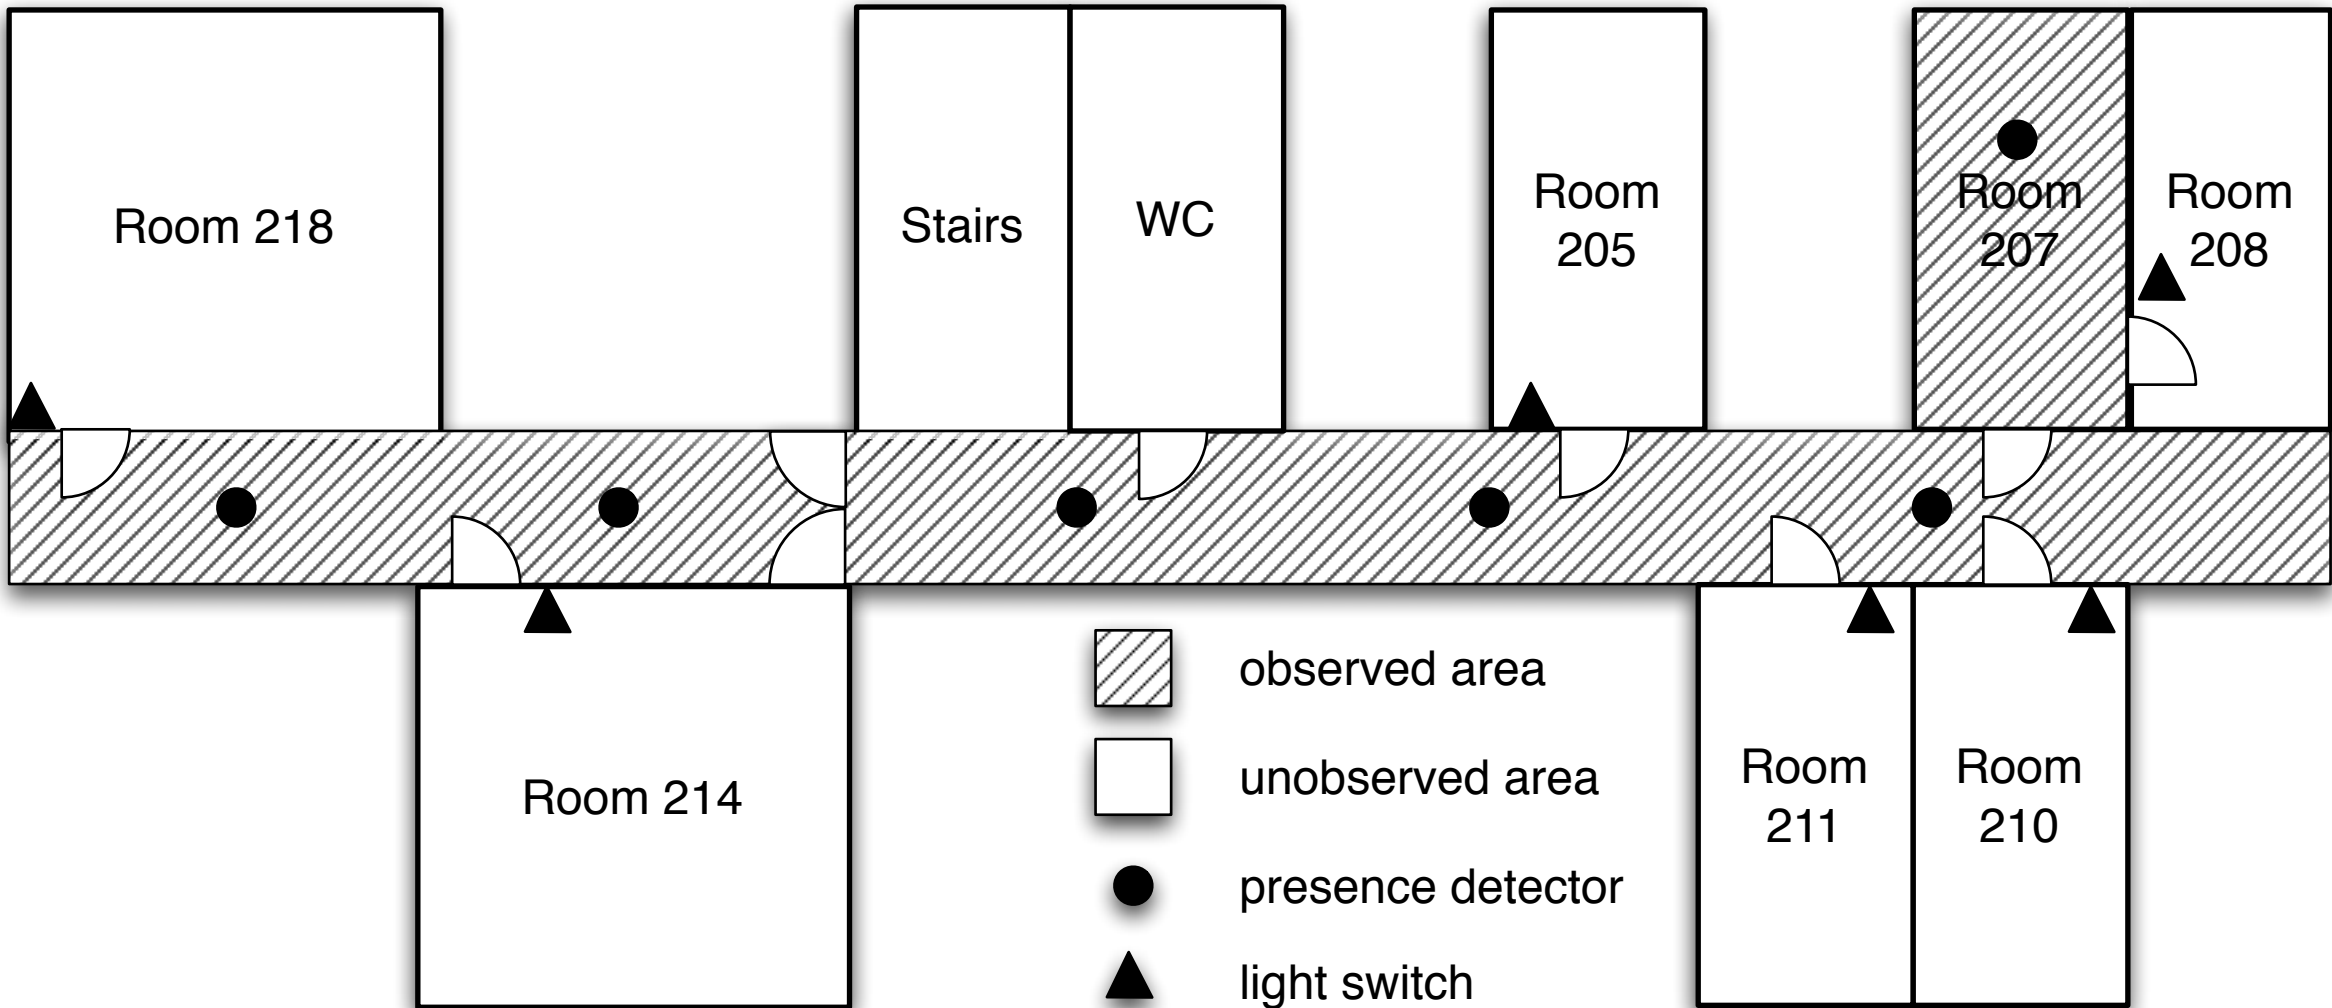 Room 218
Stairs
WC
Room
205
Room
207
Room
208
Room 214
observed area
unobserved area
presence detector
light switch
Room
211
Room
210